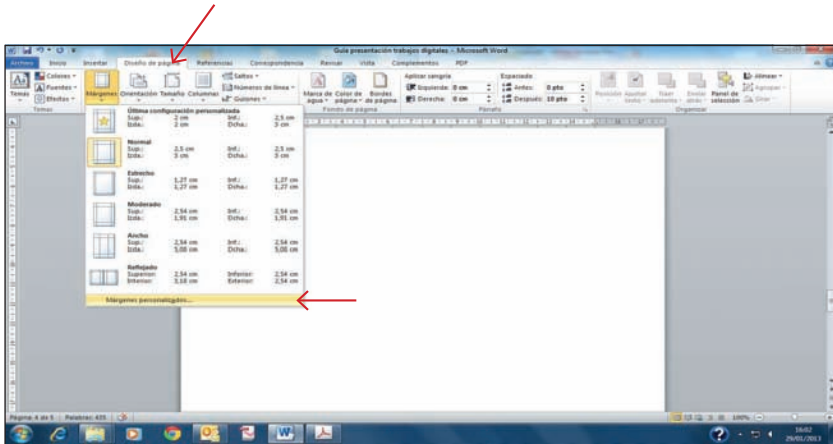 Guía presentación trabajos digitales - Microsoft Word
Archivo Inicio Insertar Diseño de página Referencias Correspondencia Revisar Vista Complementos PDF
Temas
Colores
Fuentes
Efectos
Temas
Márgenes Orientación Tamaño Columnas
Saltos
Números de línea
Guiones
Marca de agua
Color de página
Bordes de página
Fondo de página
Aplicar sangría
Izquierda: 0 cm
Derecha: 0 cm
Espaciado
Antes: 0 pto
Después: 10 pto
Párrafo
Posición
Ajustar texto
Traer adelante
Enviar atrás
Panel de selección
Alinear
Agrupar
Girar
Organizar
Última configuración personalizada
Sup.: 2 cm Inf.: 2,5 cm
Izda.: 2 cm Dcha.: 3 cm
Normal
Sup.: 2,5 cm Inf.: 2,5 cm
Izda.: 3 cm Dcha.: 3 cm
Estrecho
Sup.: 1,27 cm Inf.: 1,27 cm
Izda.: 1,27 cm Dcha.: 1,27 cm
Moderado
Sup.: 2,54 cm Inf.: 2,54 cm
Izda.: 1,91 cm Dcha.: 1,91 cm
Ancho
Sup.: 2,54 cm Inf.: 2,54 cm
Izda.: 5,08 cm Dcha.: 5,08 cm
Reflejado
Superior: 2,54 cm Inferior: 2,54 cm
Interior: 3,18 cm Exterior: 2,54 cm
Márgenes personalizados...
Página: 4 de 5 Palabras: 435
100%
16:02
29/01/2013